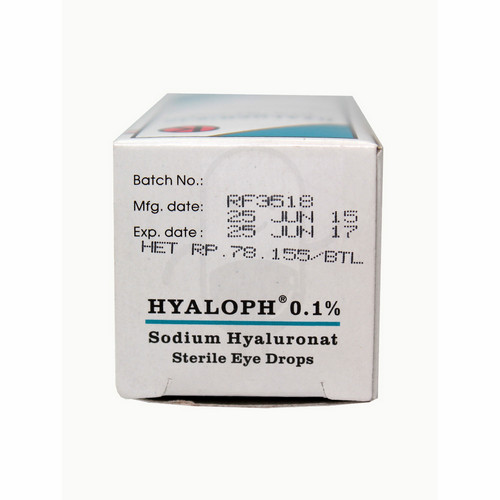 Batch No.:
RF3518
Mfg. date: 25 JUN 15
Exp. date: 25 JUN 17
HET RP.78.155/BTL
HYALOPH® 0.1%
Sodium Hyaluronat
Sterile Eye Drops